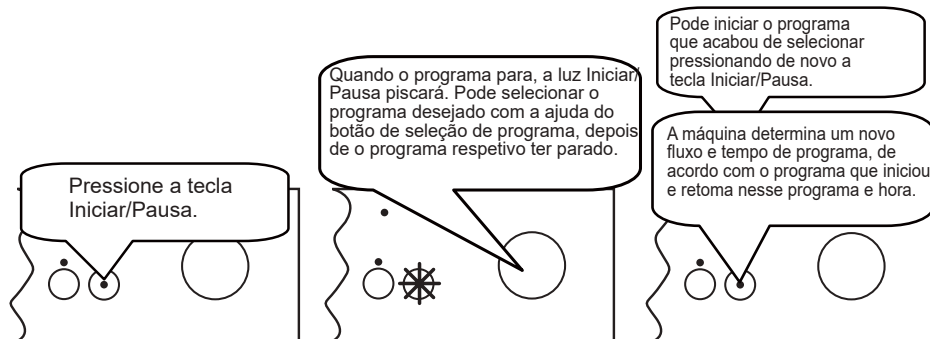 Pressione a tecla
Iniciar/Pausa.
Quando o programa para, a luz Iniciar/
Pausa piscará. Pode selecionar o
programa desejado com a ajuda do
botão de seleção de programa, depois
de o programa respetivo ter parado.
Pode iniciar o programa
que acabou de selecionar
pressionando de novo a
tecla Iniciar/Pausa.
A máquina determina um novo
fluxo e tempo de programa, de
acordo com o programa que iniciou
e retoma nesse programa e hora.